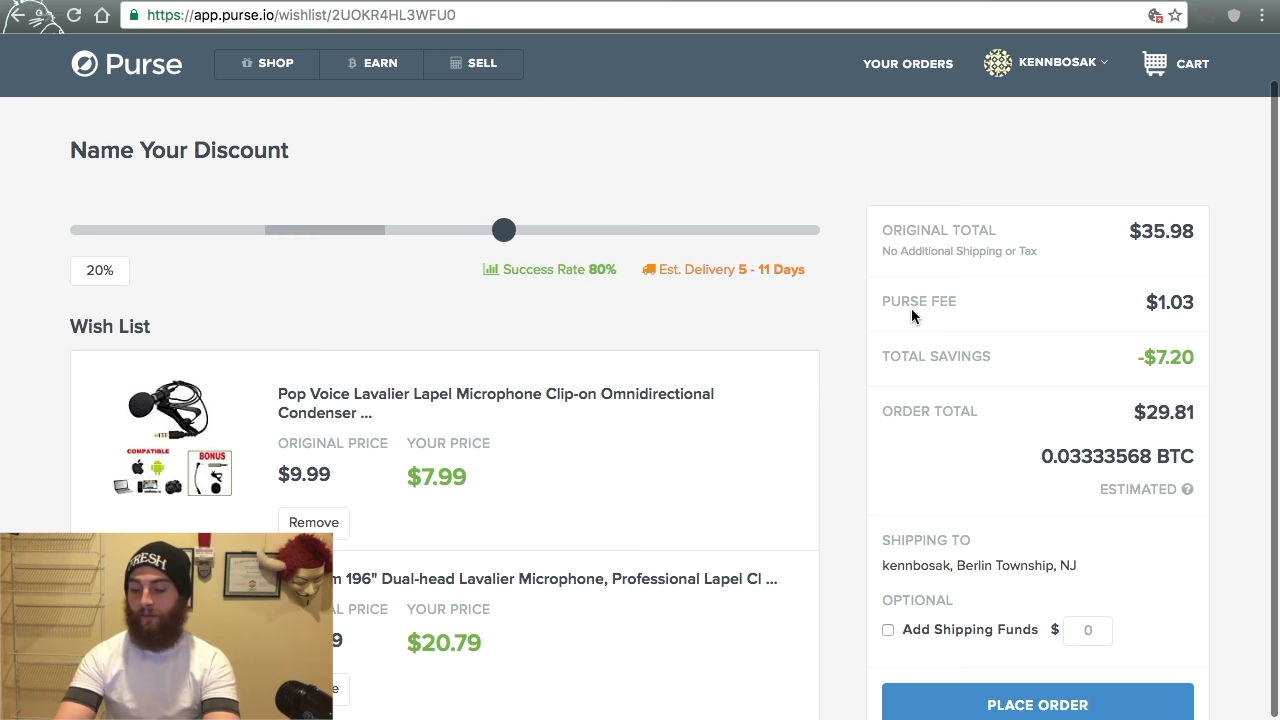 https://app.purse.io/wishlist/2UOKR4HL3WFU0
Purse
SHOP
EARN
SELL
YOUR ORDERS
KENNBOSAK
CART
Name Your Discount
20%
Success Rate 80%
Est. Delivery 5 - 11 Days
Wish List
Pop Voice Lavalier Lapel Microphone Clip-on Omnidirectional
Condenser ...
ORIGINAL PRICE
YOUR PRICE
$9.99
$7.99
COMPATIBLE
BONUS
Remove
196" Dual-head Lavalier Microphone, Professional Lapel Cl ...
PRICE
YOUR PRICE
$20.79
ORIGINAL TOTAL
$35.98
No Additional Shipping or Tax
PURSE FEE
$1.03
TOTAL SAVINGS
-$7.20
ORDER TOTAL
$29.81
0.03333568 BTC
ESTIMATED ?
SHIPPING TO
kennbosak, Berlin Township, NJ
OPTIONAL
Add Shipping Funds $ 0
PLACE ORDER
FRESH